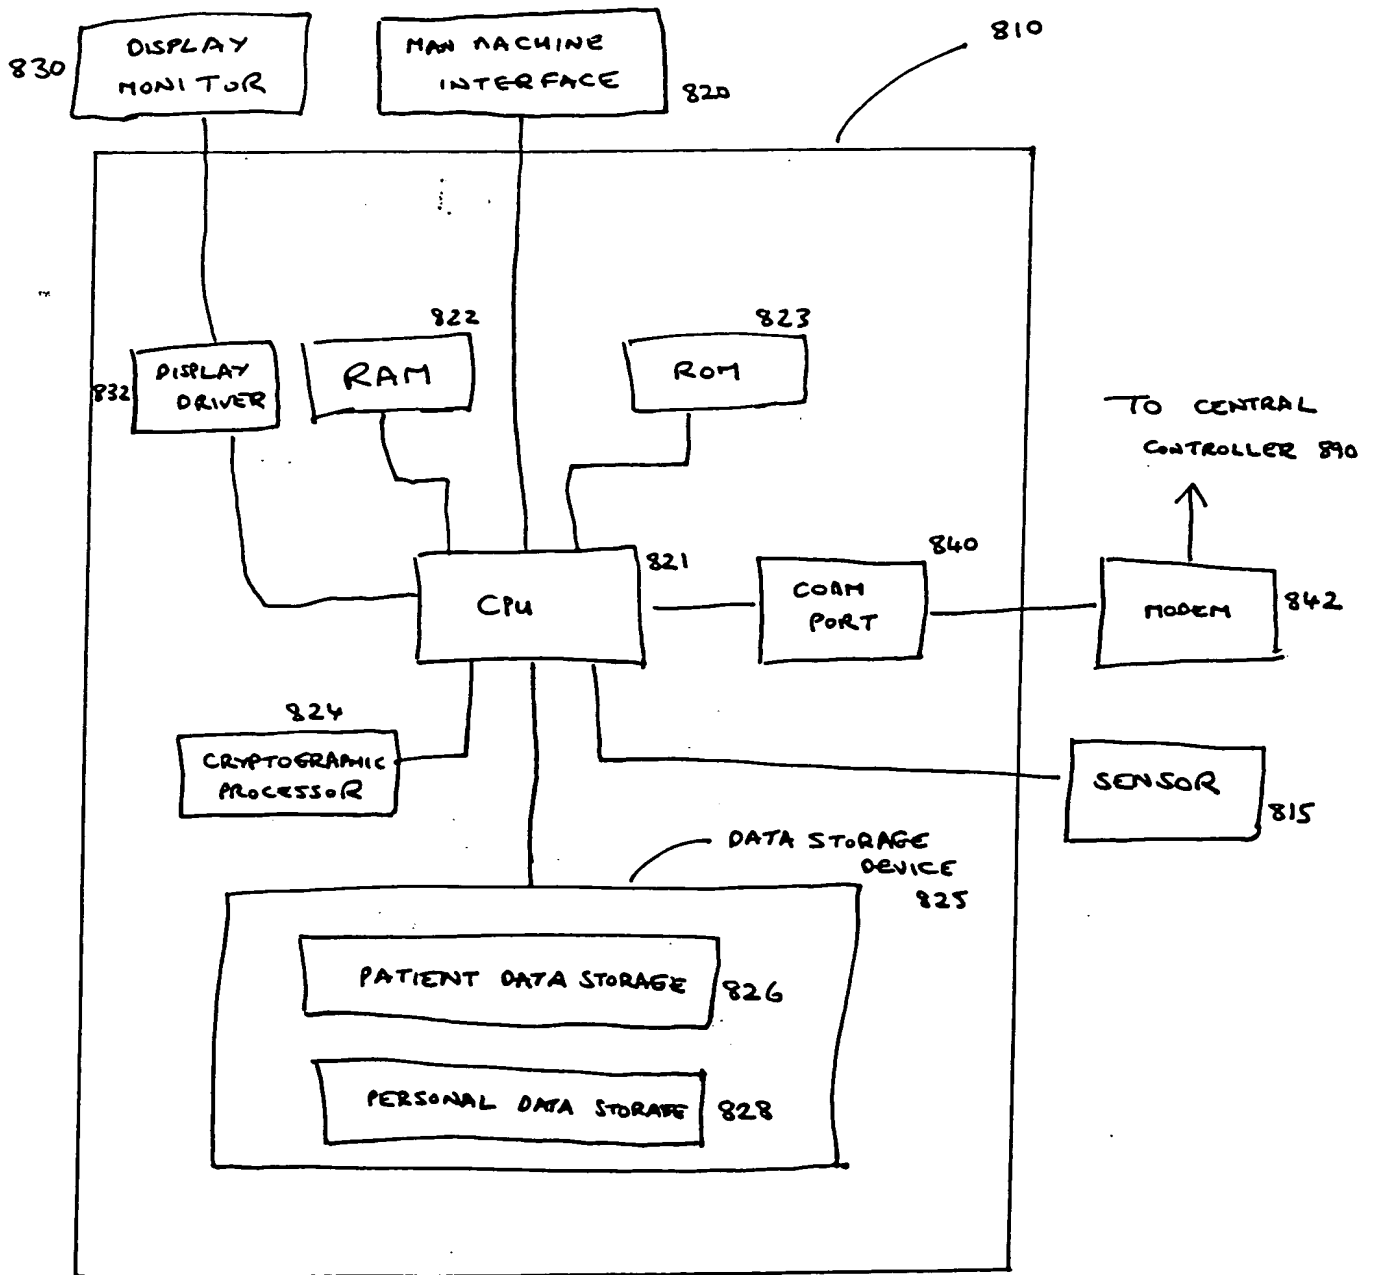 810
DISPLAY
MONITOR
830
MAN MACHINE
INTERFACE
820
822
823
DISPLAY
DRIVER
832
RAM
ROM
TO CENTRAL
CONTROLLER 890
CPU
821
840
COMM
PORT
MODEM
842
824
CRYPTOGRAPHIC
PROCESSOR
SENSOR
815
DATA STORAGE
DEVICE
825
PATIENT DATA STORAGE
826
PERSONAL DATA STORAGE
828